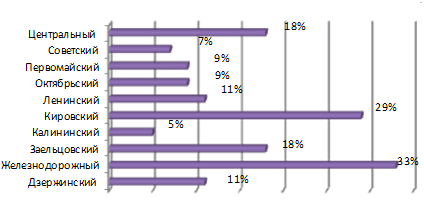 Центральный 18%
Советский 7%
Первомайский 9%
Октябрьский 9%
Ленинский 11%
Кировский 29%
Калининский 5%
Заельцовский 18%
Железнодорожный 33%
Дзержинский 11%